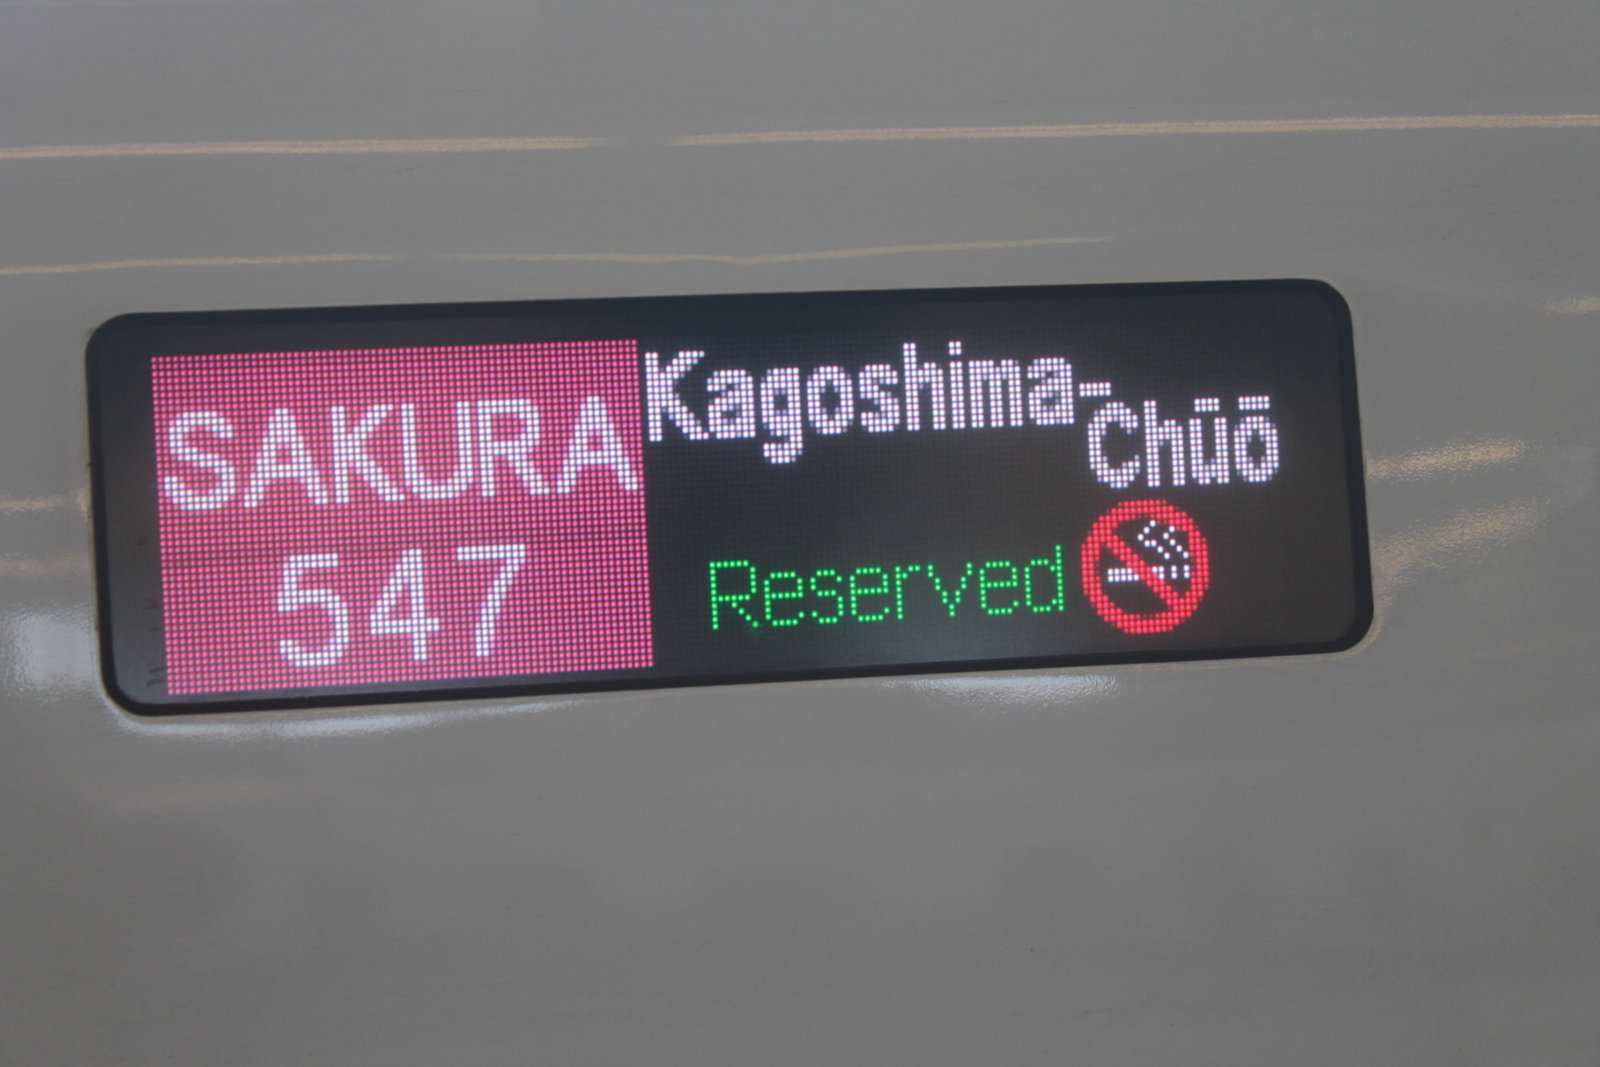 SAKURA
547
Kagoshima-
Chūō
Reserved